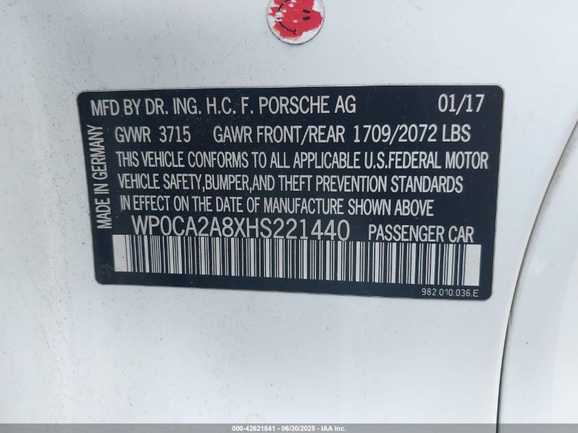 MFD BY DR. ING. H.C. F. PORSCHE AG 01/17
GVWR 3715 GAWR FRONT/REAR 1709/2072 LBS
THIS VEHICLE CONFORMS TO ALL APPLICABLE U.S.FEDERAL MOTOR
VEHICLE SAFETY,BUMPER,AND THEFT PREVENTION STANDARDS
IN EFFECT ON THE DATE OF MANUFACTURE SHOWN ABOVE
WP0CA2A8XHS221440 PASSENGER CAR
MADE IN GERMANY
982.010.036.E
000-42621841 - 06/30/2025 - IAA Inc.